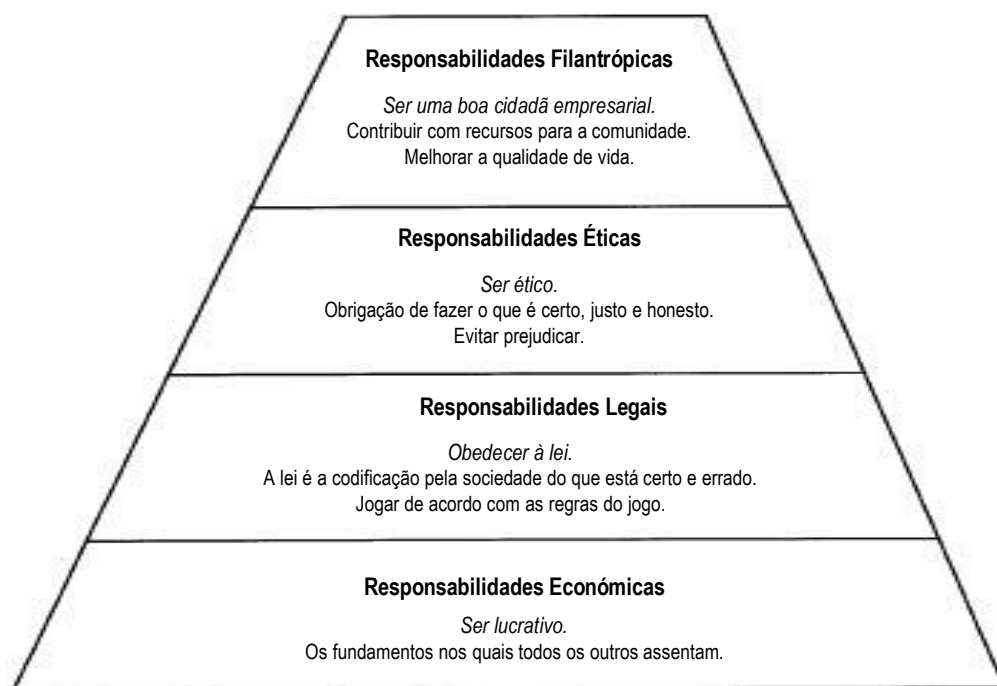 Responsabilidades Filantrópicas
Ser uma boa cidadã empresarial.
Contribuir com recursos para a comunidade.
Melhorar a qualidade de vida.
Responsabilidades Éticas
Ser ético.
Obrigação de fazer o que é certo, justo e honesto.
Evitar prejudicar.
Responsabilidades Legais
Obedecer à lei.
A lei é a codificação pela sociedade do que está certo e errado.
Jogar de acordo com as regras do jogo.
Responsabilidades Económicas
Ser lucrativo.
Os fundamentos nos quais todos os outros assentam.